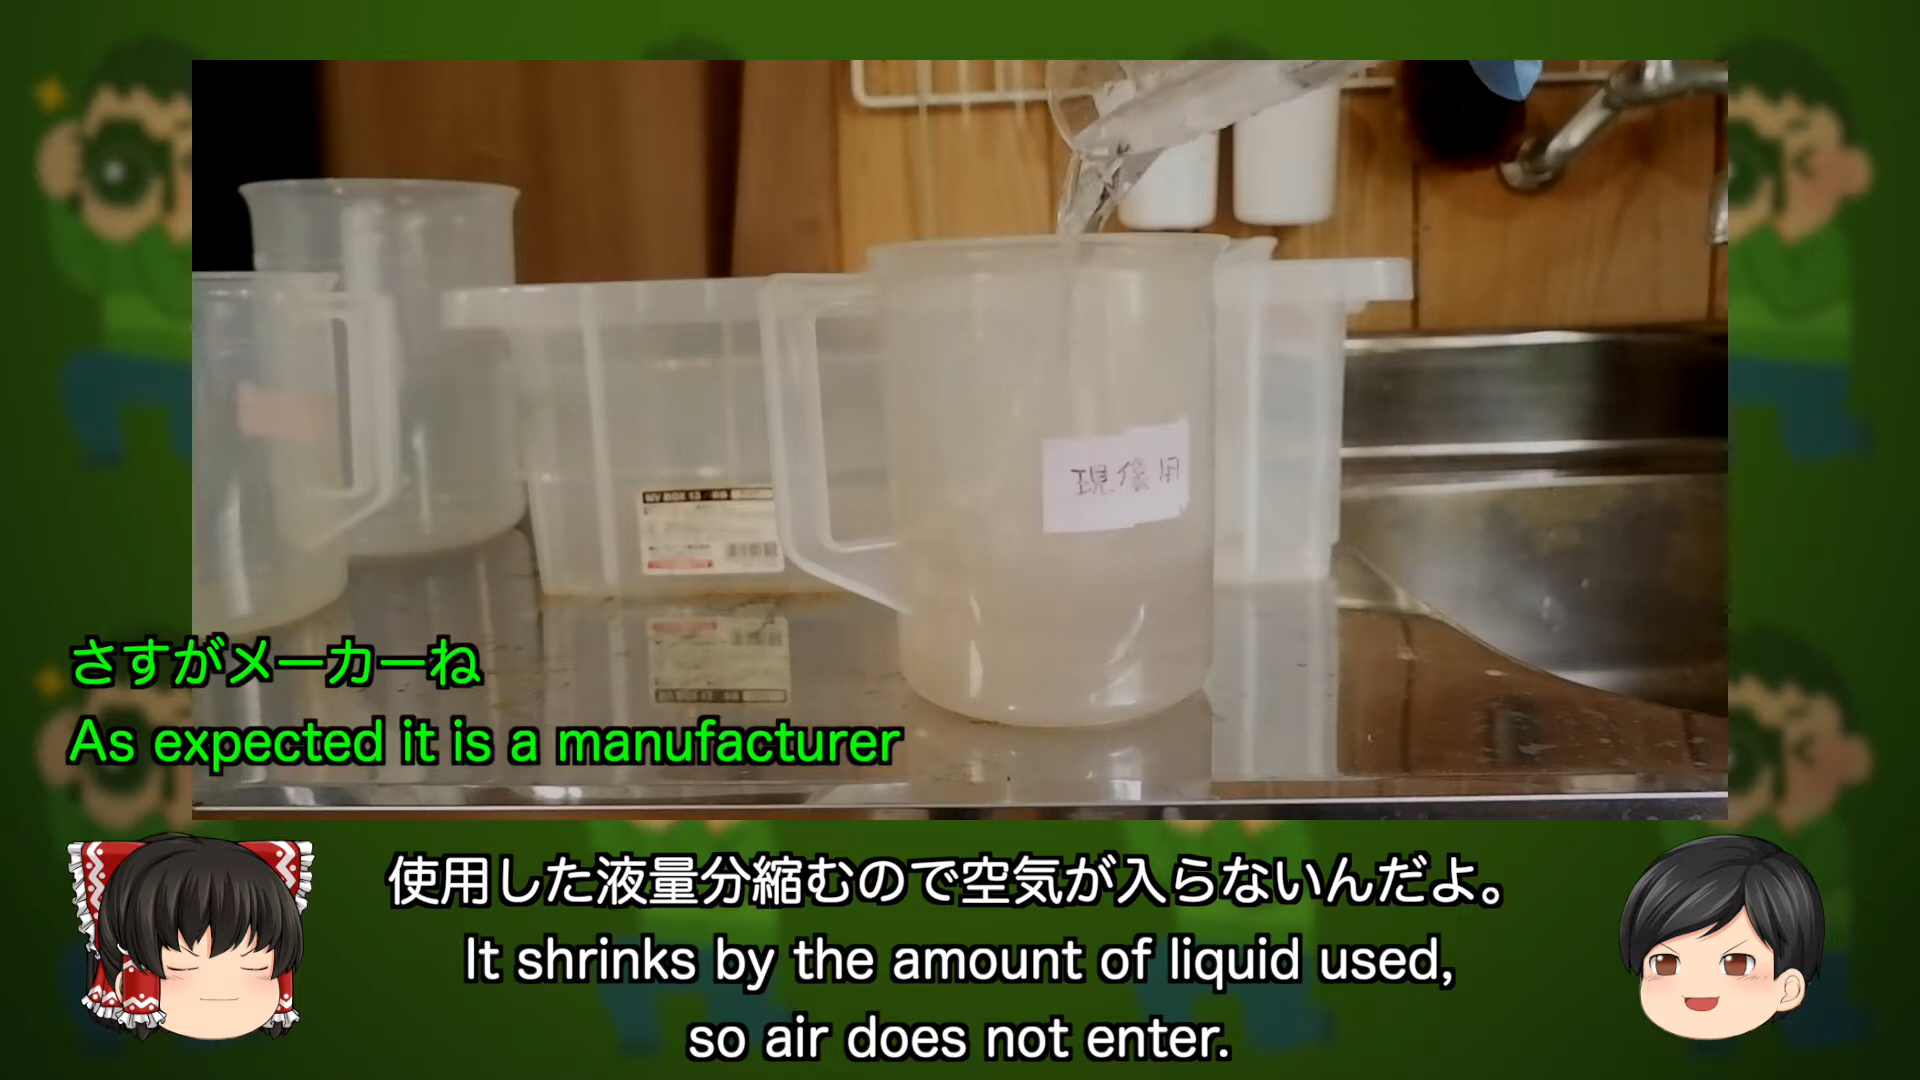 現像用
さすがメーカーね
As expected it is a manufacturer
使用した液量分縮むので空気が入らないんだよ。
It shrinks by the amount of liquid used,
so air does not enter.